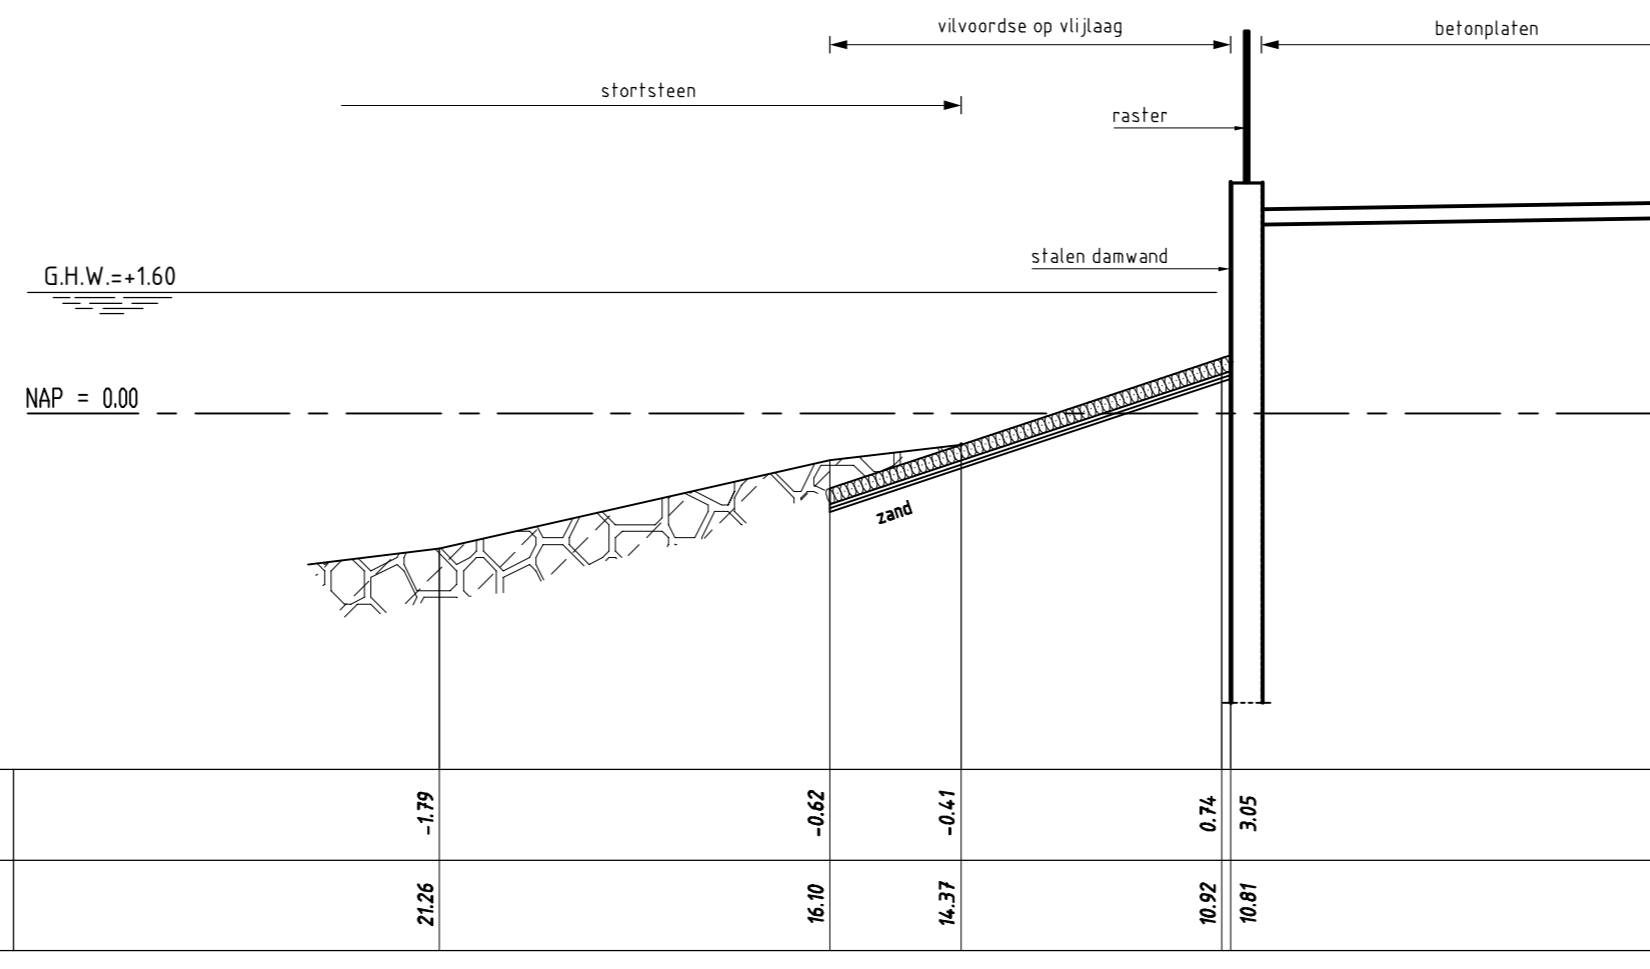 vilvoordse op vlijlaag
betonplaten
stortsteen
raster
stalen damwand
G.H.W.=+1.60
NAP = 0.00
zand
-1.79 -0.62 -0.41 0.74 3.05
21.26 16.10 14.37 10.92 10.81